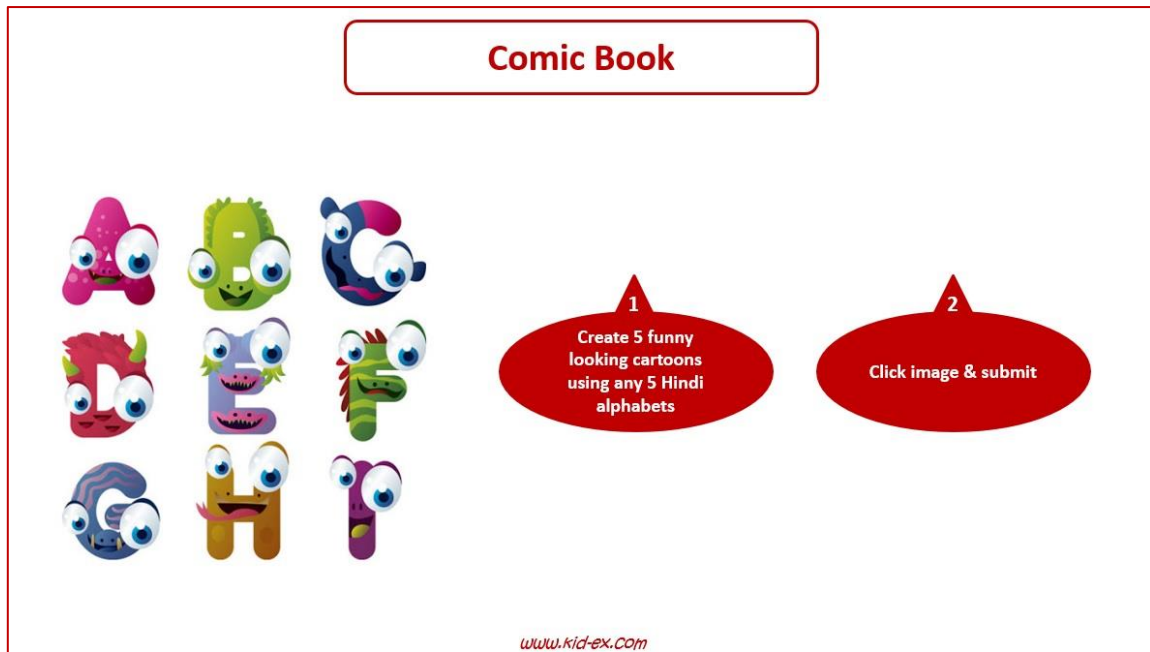 Comic Book
A B C
D E F
G H I
1
Create 5 funny
looking cartoons
using any 5 Hindi
alphabets
2
Click image & submit
www.kid-ex.com